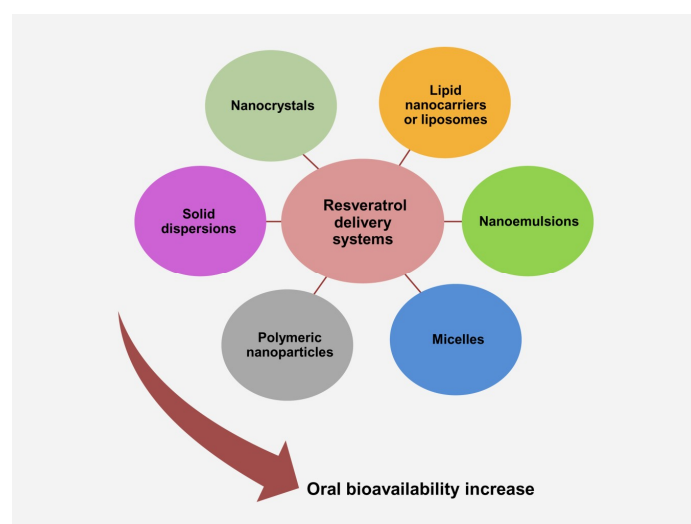 Nanocrystals
Lipid
nanocarriers
or liposomes
Solid
dispersions
Resveratrol
delivery
systems
Nanoemulsions
Polymeric
nanoparticles
Micelles
Oral bioavailability increase